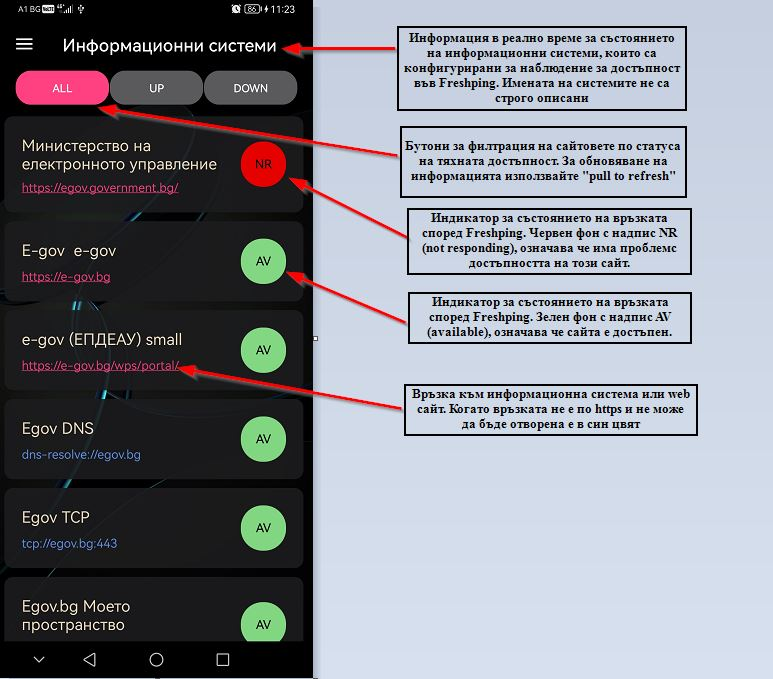 A1 BG
86
11:23
Информационни системи
ALL
UP
DOWN
Министерство на
електронното управление
https://egov.government.bg/
NR
E-gov e-gov
https://e-gov.bg
AV
e-gov (ЕПДЕАУ) small
https://e-gov.bg/wps/portal/
AV
Egov DNS
dns-resolve://egov.bg
AV
Egov TCP
tcp://egov.bg:443
AV
Egov.bg Моето
пространство
AV
Информация в реално време за състоянието
на информационни системи, които са
конфигурирани за наблюдение за достъпност
във Freshping. Имената на системите не са
строго описани
Бутони за филтрация на сайтовете по статуса
на тяхната достъпност. За обновяване на
информацията използвайте "pull to refresh"
Индикатор за състоянието на връзката
според Freshping. Червен фон с надпис NR
(not responding), означава че има проблемс
достъпността на този сайт.
Индикатор за състоянието на връзката
според Freshping. Зелен фон с надпис AV
(available), означава че сайта е достъпен.
Връзка към информационна система или web
сайт. Когато връзката не е по https и не може
да бъде отворена е в син цвят